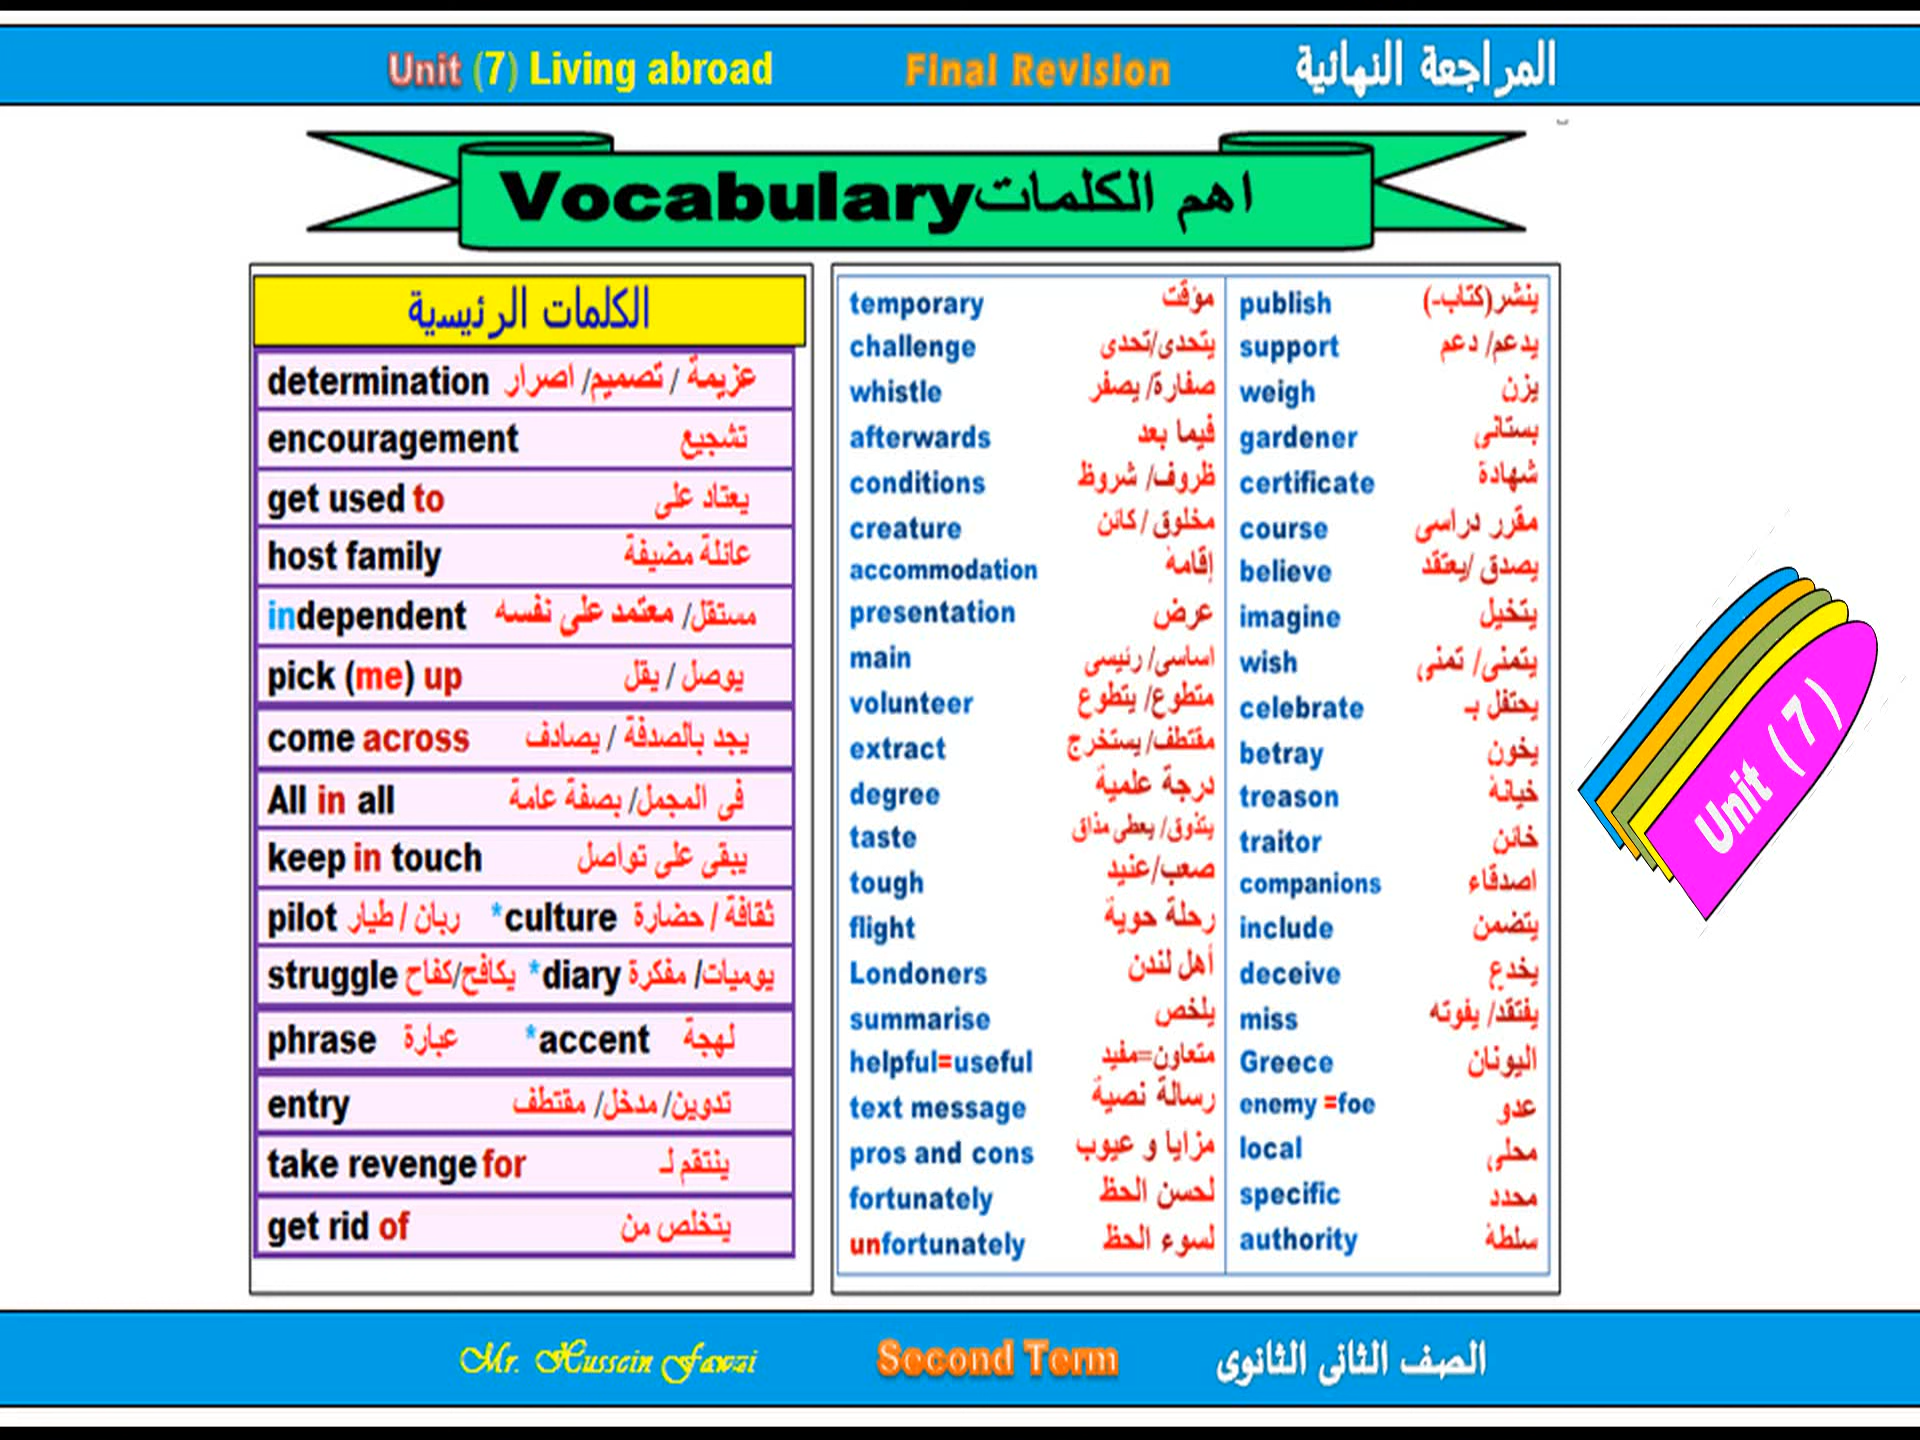 Unit (7) Living abroad Final Revision المراجعة النهائية
Vocabulary اهم الكلمات
الكلمات الرئيسية
determination عزيمة / تصميم/ اصرار
encouragement تشجيع
get used to يعتاد على
host family عائلة مضيفة
independent مستقل/ معتمد على نفسه
pick (me) up يوصل / يقل
come across يجد بالصدفة / يصادف
All in all فى المجمل/ بصفة عامة
keep in touch يبقى على تواصل
pilot ربان / طيار *culture ثقافة / حضارة
struggle يكافح/كفاح *diary يوميات/ مفكرة
phrase عبارة *accent لهجة
entry تدوين/ مدخل/ مقتطف
take revenge for ينتقم لـ
get rid of يتخلص من
temporary مؤقت
challenge يتحدى/تحدى
whistle صفارة/ يصفر
afterwards فيما بعد
conditions ظروف/ شروط
creature مخلوق / كائن
accommodation إقامة
presentation عرض
main اساسى/ رئيسى
volunteer متطوع/ يتطوع
extract مقتطف/ يستخرج
degree درجة علمية
taste يتذوق/ يعطى مذاق
tough صعب/عنيد
flight رحلة جوية
Londoners أهل لندن
summarise يلخص
helpful=useful متعاون=مفيد
text message رسالة نصية
pros and cons مزايا و عيوب
fortunately لحسن الحظ
unfortunately لسوء الحظ
publish ينشر(كتاب-)
support يدعم/ دعم
weigh يزن
gardener بستانى
certificate شهادة
course مقرر دراسى
believe يصدق /يعتقد
imagine يتخيل
wish يتمنى/ تمنى
celebrate يحتفل بـ
betray يخون
treason خيانة
traitor خائن
companions اصدقاء
include يتضمن
deceive يخدع
miss يفتقد/ يفوته
Greece اليونان
enemy =foe عدو
local محلى
specific محدد
authority سلطة
Unit ( 7 )
Mr. Hussein Fawzi Second Term الصف الثانى الثانوى